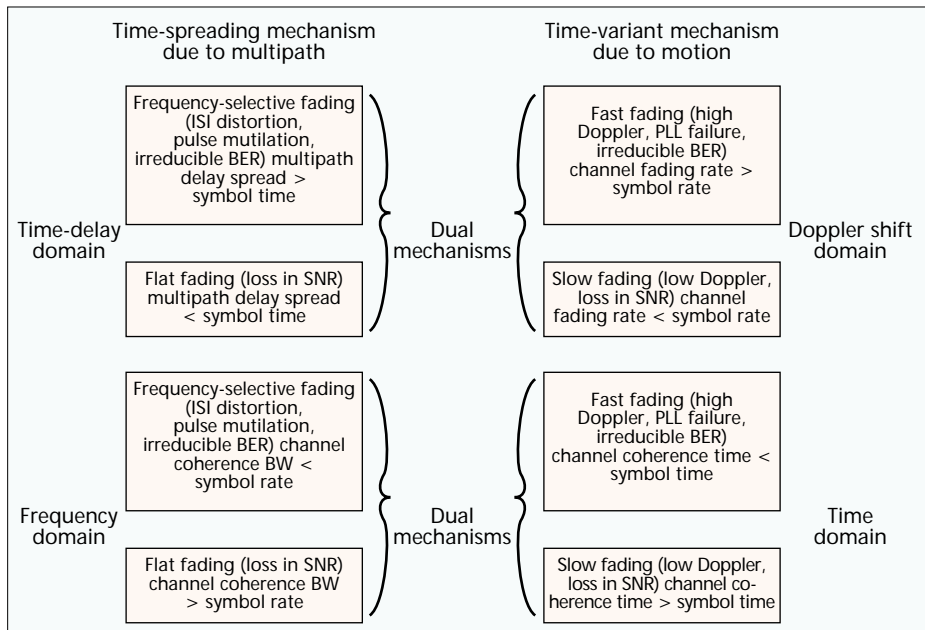 Time-spreading mechanism
due to multipath
Time-variant mechanism
due to motion
Frequency-selective fading
(ISI distortion,
pulse mutilation,
irreducible BER) multipath
delay spread >
symbol time
Fast fading (high
Doppler, PLL failure,
irreducible BER)
channel fading rate >
symbol rate
Time-delay
domain
Dual
mechanisms
Doppler shift
domain
Flat fading (loss in SNR)
multipath delay spread
< symbol time
Slow fading (low Doppler,
loss in SNR) channel
fading rate < symbol rate
Frequency-selective fading
(ISI distortion,
pulse mutilation,
irreducible BER) channel
coherence BW <
symbol rate
Fast fading (high
Doppler, PLL failure,
irreducible BER)
channel coherence time <
symbol time
Frequency
domain
Dual
mechanisms
Time
domain
Flat fading (loss in SNR)
channel coherence BW
> symbol rate
Slow fading (low Doppler,
loss in SNR) channel co-
herence time > symbol time